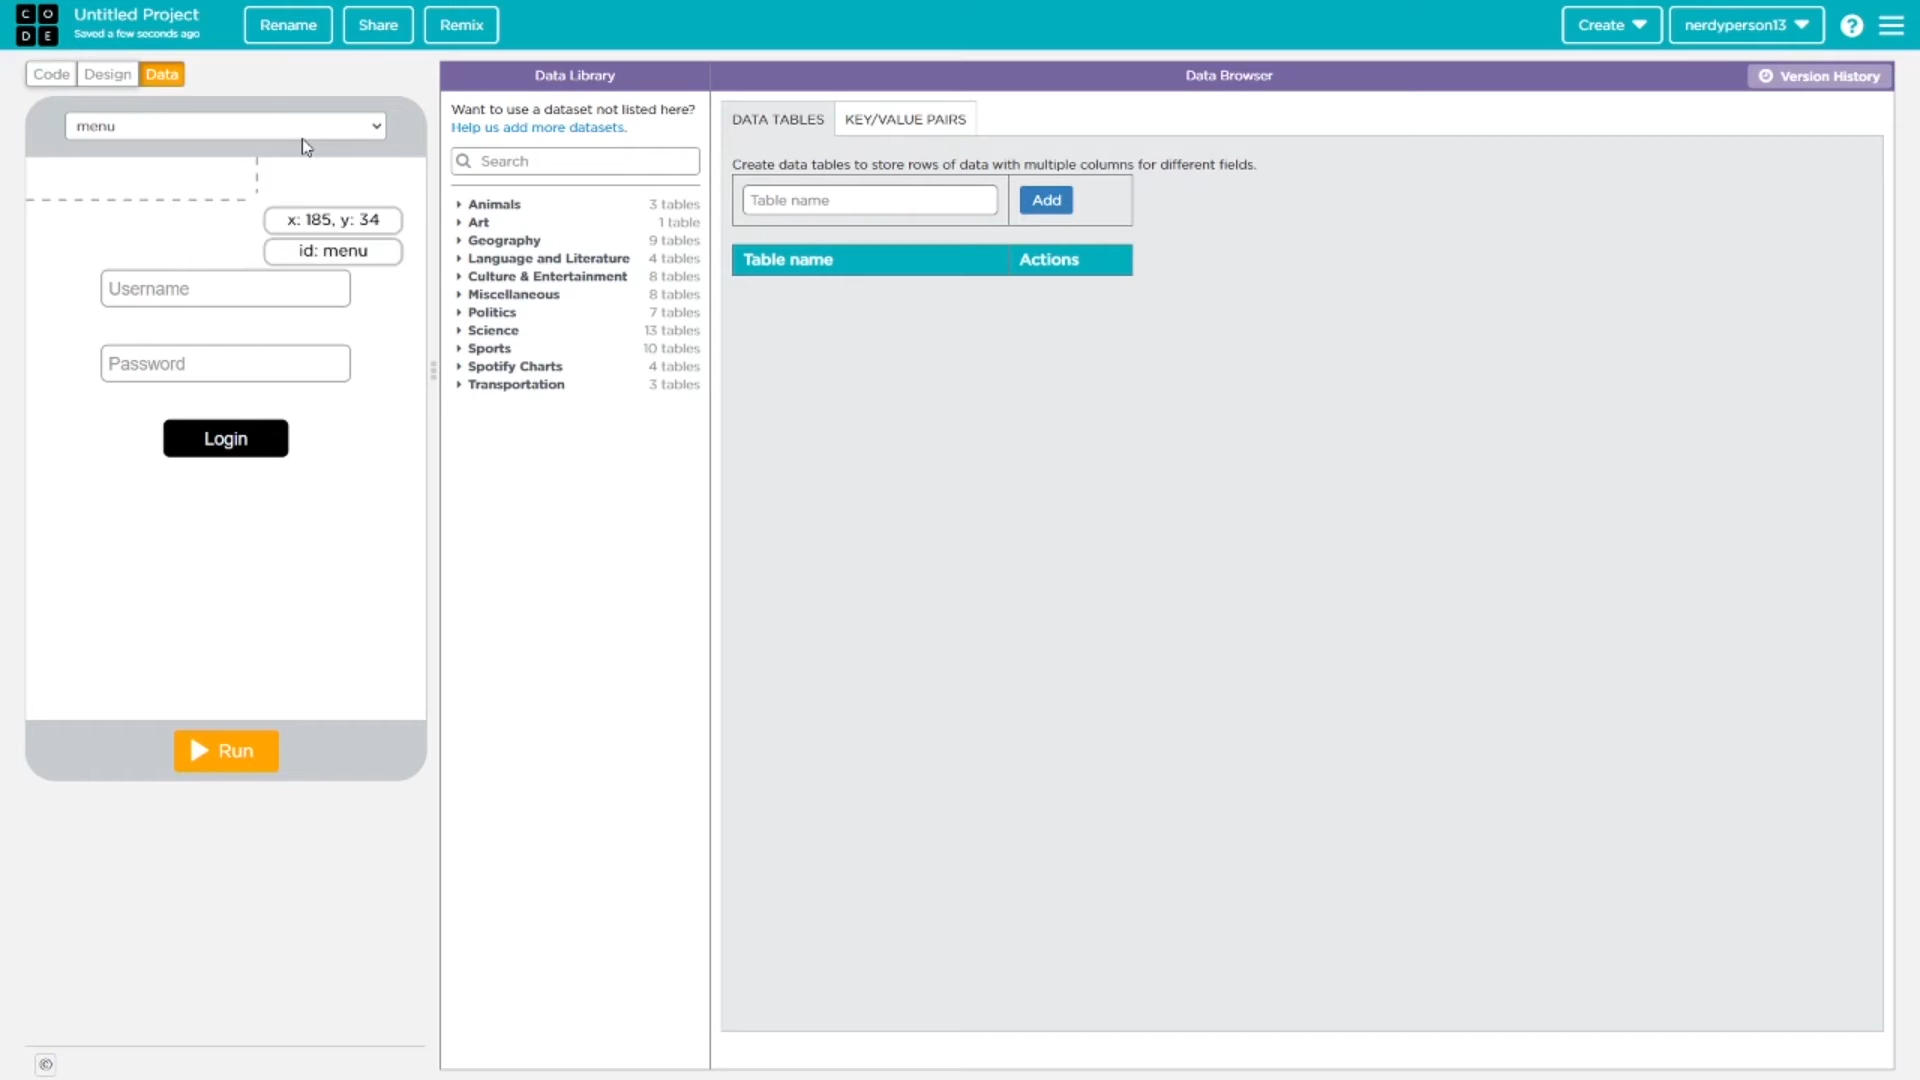 CODE
Untitled Project
Saved a few seconds ago
Rename
Share
Remix
Create
nerdyperson13
?
Code
Design
Data
Data Library
Data Browser
Version History
menu
x: 185, y: 34
id: menu
Username
Password
Login
Run
©
Want to use a dataset not listed here?
Help us add more datasets.
Search
Animals 3 tables
Art 1 table
Geography 9 tables
Language and Literature 4 tables
Culture & Entertainment 8 tables
Miscellaneous 8 tables
Politics 7 tables
Science 13 tables
Sports 10 tables
Spotify Charts 4 tables
Transportation 3 tables
DATA TABLES
KEY/VALUE PAIRS
Create data tables to store rows of data with multiple columns for different fields.
Table name
Add
Table name Actions